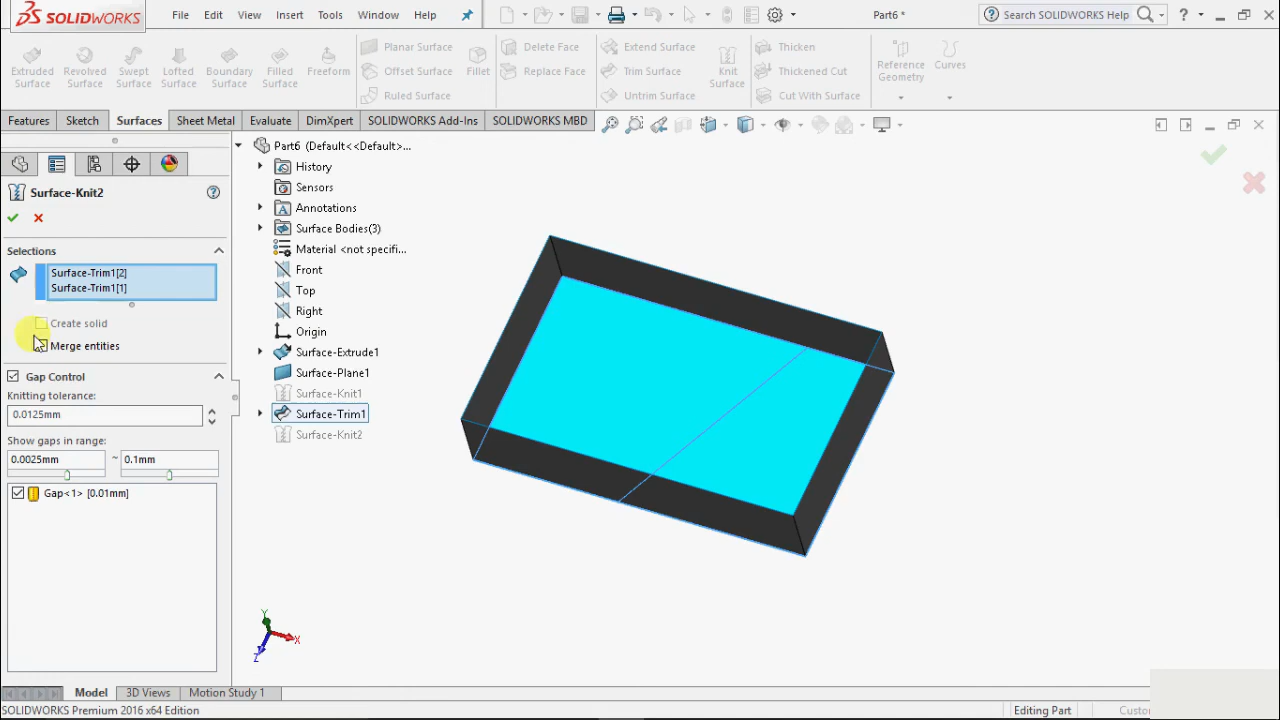 SOLIDWORKS File Edit View Insert Tools Window Help Part6 * Search SOLIDWORKS Help ?
Extruded Surface
Revolved Surface
Swept Surface
Lofted Surface
Boundary Surface
Filled Surface
Freeform
Planar Surface
Offset Surface
Ruled Surface
Fillet
Delete Face
Replace Face
Extend Surface
Trim Surface
Untrim Surface
Knit Surface
Thicken
Thickened Cut
Cut With Surface
Reference Geometry
Curves
Features Sketch Surfaces Sheet Metal Evaluate DimXpert SOLIDWORKS Add-Ins SOLIDWORKS MBD
Surface-Knit2 ?
Selections
Surface-Trim1[2]
Surface-Trim1[1]
Create solid
Merge entities
Gap Control
Knitting tolerance:
0.0125mm
Show gaps in range:
0.0025mm ~ 0.1mm
Gap<1> [0.01mm]
Part6 (Default<<Default>...
History
Sensors
Annotations
Surface Bodies(3)
Material <not specifi...
Front
Top
Right
Origin
Surface-Extrude1
Surface-Plane1
Surface-Knit1
Surface-Trim1
Surface-Knit2
Y
X
Z
Model 3D Views Motion Study 1
SOLIDWORKS Premium 2016 x64 Edition Editing Part Custo